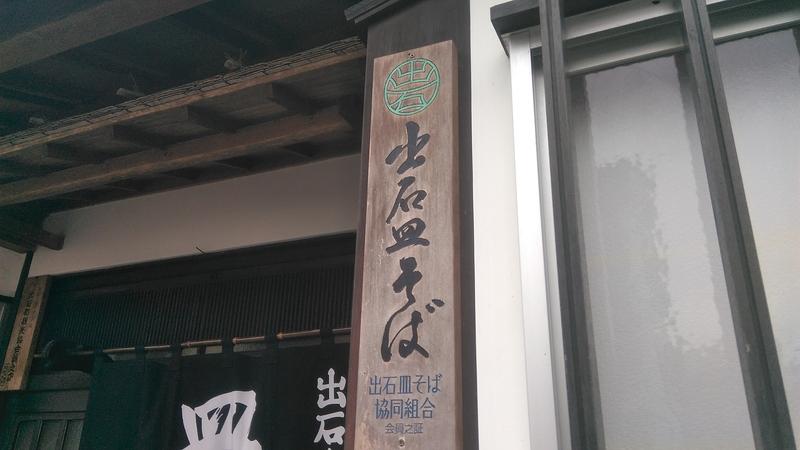 出石
出石皿そば
出石皿そば
協同組合
会員之証
出石
皿